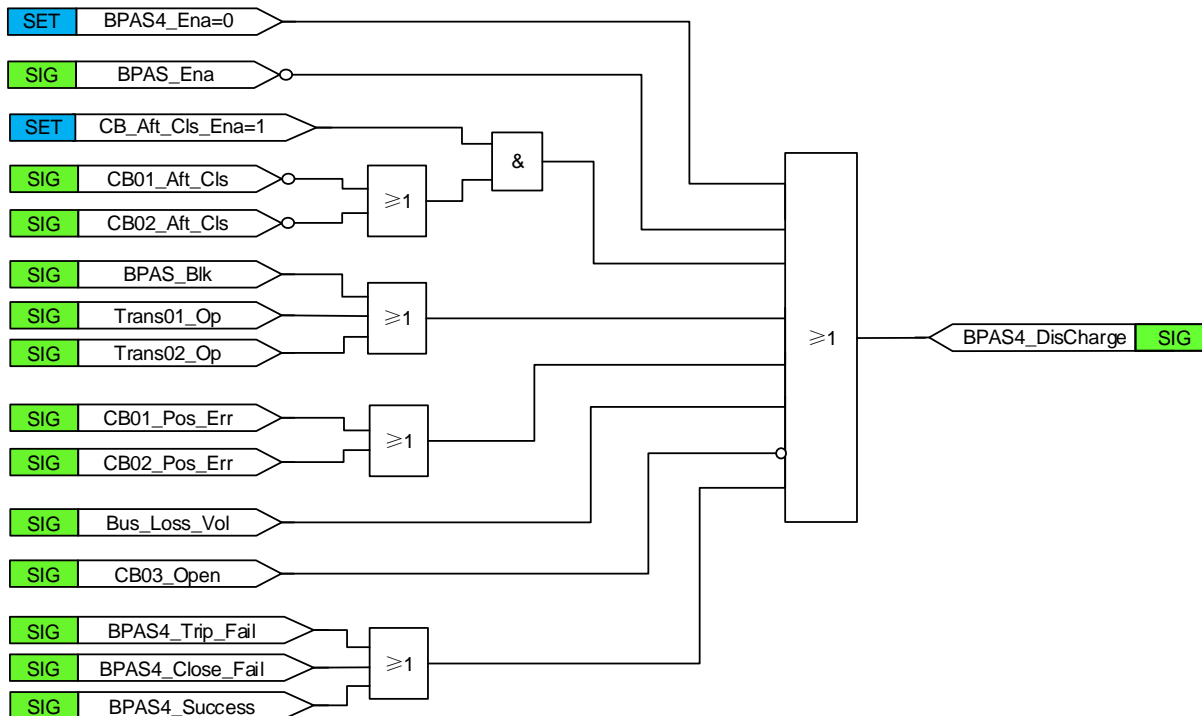 SET BPAS4_Ena=0
SIG BPAS_Ena
SET CB_Aft_Cls_Ena=1
&
SIG CB01_Aft_Cls
≥1
SIG CB02_Aft_Cls
SIG BPAS_Blk
SIG Trans01_Op
≥1
SIG Trans02_Op
≥1
BPAS4_DisCharge SIG
SIG CB01_Pos_Err
≥1
SIG CB02_Pos_Err
SIG Bus_Loss_Vol
SIG CB03_Open
SIG BPAS4_Trip_Fail
SIG BPAS4_Close_Fail
≥1
SIG BPAS4_Success